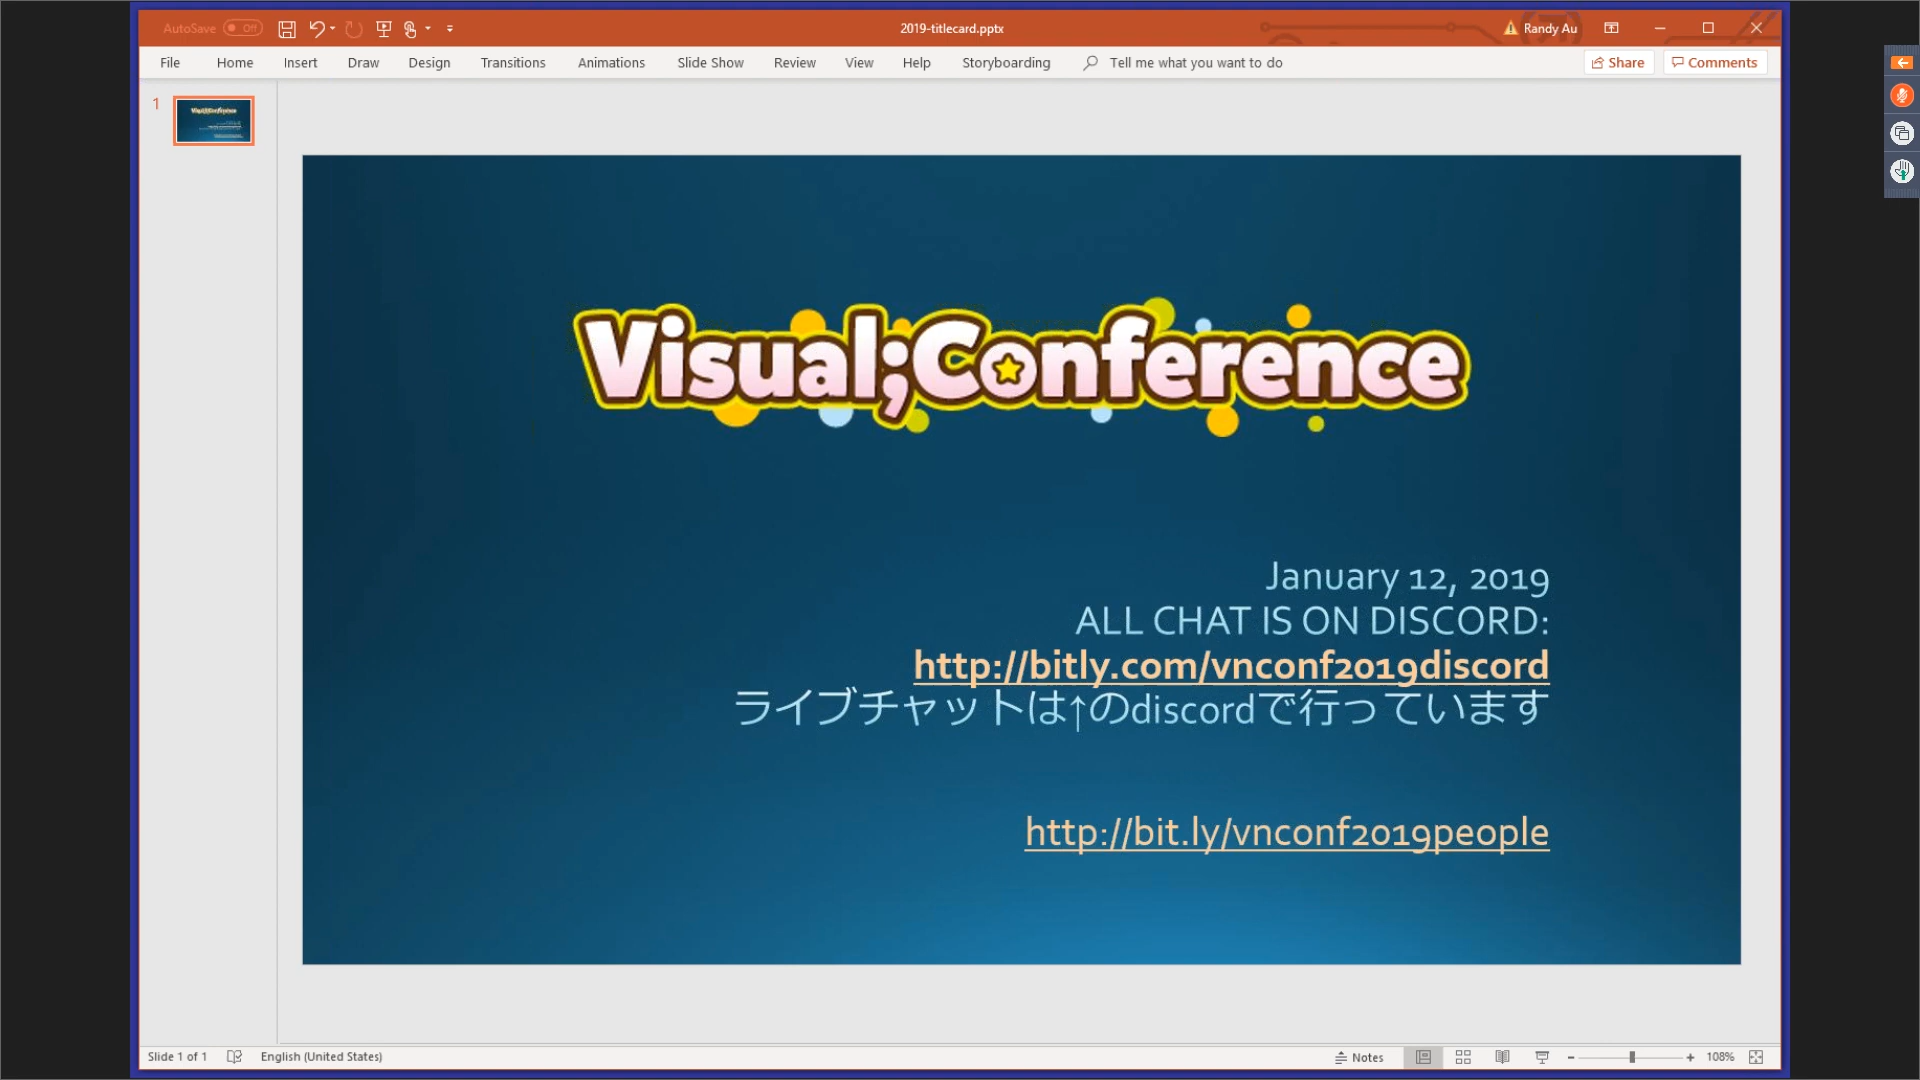 AutoSave Off
2019-titlecard.pptx
Randy Au
File Home Insert Draw Design Transitions Animations Slide Show Review View Help Storyboarding Tell me what you want to do
Share Comments
1
Visual;Conference
January 12, 2019
ALL CHAT IS ON DISCORD:
http://bitly.com/vnconf2019discord
ライブチャットは↑のdiscordで行っています
http://bit.ly/vnconf2019people
Slide 1 of 1 English (United States)
Notes
108%